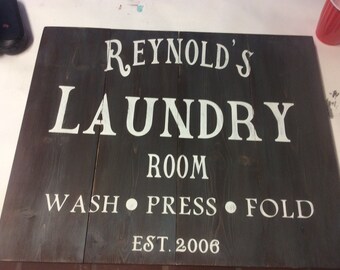 Reynold's
Laundry
Room
Wash • Press • Fold
Est. 2006